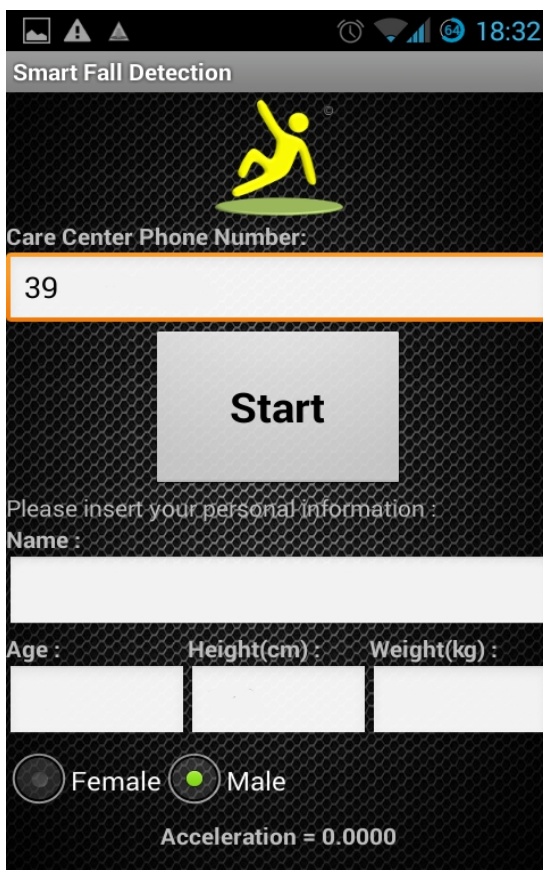 64 18:32
Smart Fall Detection
©
Care Center Phone Number:
39
Start
Please insert your personal information :
Name :
Age : Height(cm) : Weight(kg) :
Female Male
Acceleration = 0.0000